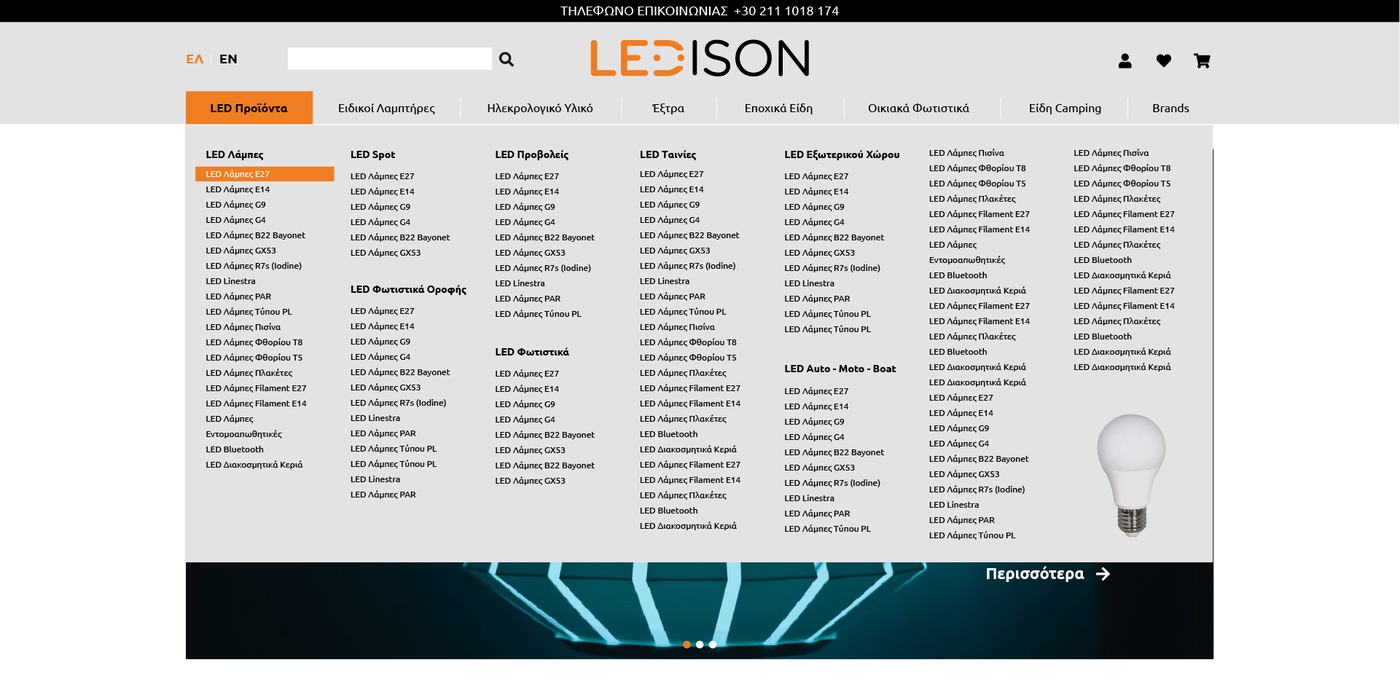 ΤΗΛΕΦΩΝΟ ΕΠΙΚΟΙΝΩΝΙΑΣ +30 211 1018 174
ΕΛ EN
LEDISON
LED Προϊόντα
Ειδικοί Λαμπτήρες
Ηλεκρολογικό Υλικό
Έξτρα
Εποχικά Είδη
Οικιακά Φωτιστικά
Είδη Camping
Brands
LED Λάμπες
LED Λάμπες E27
LED Λάμπες E14
LED Λάμπες G9
LED Λάμπες G4
LED Λάμπες B22 Bayonet
LED Λάμπες GX53
LED Λάμπες R7s (Iodine)
LED Linestra
LED Λάμπες PAR
LED Λάμπες Τύπου PL
LED Λάμπες Πισίνα
LED Λάμπες Φθορίου T8
LED Λάμπες Φθορίου T5
LED Λάμπες Πλακέτες
LED Λάμπες Filament E27
LED Λάμπες Filament E14
LED Λάμπες
Εντομοαπωθητικές
LED Bluetooth
LED Διακοσμητικά Κεριά
LED Spot
LED Λάμπες E27
LED Λάμπες E14
LED Λάμπες G9
LED Λάμπες G4
LED Λάμπες B22 Bayonet
LED Λάμπες GX53
LED Φωτιστικά Οροφής
LED Λάμπες E27
LED Λάμπες E14
LED Λάμπες G9
LED Λάμπες G4
LED Λάμπες B22 Bayonet
LED Λάμπες GX53
LED Λάμπες R7s (Iodine)
LED Linestra
LED Λάμπες PAR
LED Λάμπες Τύπου PL
LED Λάμπες Τύπου PL
LED Linestra
LED Λάμπες PAR
LED Προβολείς
LED Λάμπες E27
LED Λάμπες E14
LED Λάμπες G9
LED Λάμπες G4
LED Λάμπες B22 Bayonet
LED Λάμπες GX53
LED Λάμπες R7s (Iodine)
LED Linestra
LED Λάμπες PAR
LED Λάμπες Τύπου PL
LED Φωτιστικά
LED Λάμπες E27
LED Λάμπες E14
LED Λάμπες G9
LED Λάμπες G4
LED Λάμπες B22 Bayonet
LED Λάμπες GX53
LED Λάμπες B22 Bayonet
LED Λάμπες GX53
LED Ταινίες
LED Λάμπες E27
LED Λάμπες E14
LED Λάμπες G9
LED Λάμπες G4
LED Λάμπες B22 Bayonet
LED Λάμπες GX53
LED Λάμπες R7s (Iodine)
LED Linestra
LED Λάμπες PAR
LED Λάμπες Τύπου PL
LED Λάμπες Πισίνα
LED Λάμπες Φθορίου T8
LED Λάμπες Φθορίου T5
LED Λάμπες Πλακέτες
LED Λάμπες Filament E27
LED Λάμπες Filament E14
LED Λάμπες Πλακέτες
LED Bluetooth
LED Διακοσμητικά Κεριά
LED Λάμπες Filament E27
LED Λάμπες Filament E14
LED Λάμπες Πλακέτες
LED Bluetooth
LED Διακοσμητικά Κεριά
LED Εξωτερικού Χώρου
LED Λάμπες E27
LED Λάμπες E14
LED Λάμπες G9
LED Λάμπες G4
LED Λάμπες B22 Bayonet
LED Λάμπες GX53
LED Λάμπες R7s (Iodine)
LED Linestra
LED Λάμπες PAR
LED Λάμπες Τύπου PL
LED Λάμπες Τύπου PL
LED Auto - Moto - Boat
LED Λάμπες E27
LED Λάμπες E14
LED Λάμπες G9
LED Λάμπες G4
LED Λάμπες B22 Bayonet
LED Λάμπες GX53
LED Λάμπες R7s (Iodine)
LED Linestra
LED Λάμπες PAR
LED Λάμπες Τύπου PL
LED Λάμπες Πισίνα
LED Λάμπες Φθορίου T8
LED Λάμπες Φθορίου T5
LED Λάμπες Πλακέτες
LED Λάμπες Filament E27
LED Λάμπες Filament E14
LED Λάμπες
Εντομοαπωθητικές
LED Bluetooth
LED Διακοσμητικά Κεριά
LED Λάμπες Filament E27
LED Λάμπες Filament E14
LED Λάμπες Πλακέτες
LED Bluetooth
LED Διακοσμητικά Κεριά
LED Διακοσμητικά Κεριά
LED Λάμπες E27
LED Λάμπες E14
LED Λάμπες G9
LED Λάμπες G4
LED Λάμπες B22 Bayonet
LED Λάμπες GX53
LED Λάμπες R7s (Iodine)
LED Linestra
LED Λάμπες PAR
LED Λάμπες Τύπου PL
LED Λάμπες Πισίνα
LED Λάμπες Φθορίου T8
LED Λάμπες Φθορίου T5
LED Λάμπες Πλακέτες
LED Λάμπες Filament E27
LED Λάμπες Filament E14
LED Λάμπες Πλακέτες
LED Bluetooth
LED Διακοσμητικά Κεριά
LED Λάμπες Filament E27
LED Λάμπες Filament E14
LED Λάμπες Πλακέτες
LED Bluetooth
LED Διακοσμητικά Κεριά
LED Διακοσμητικά Κεριά
Περισσότερα